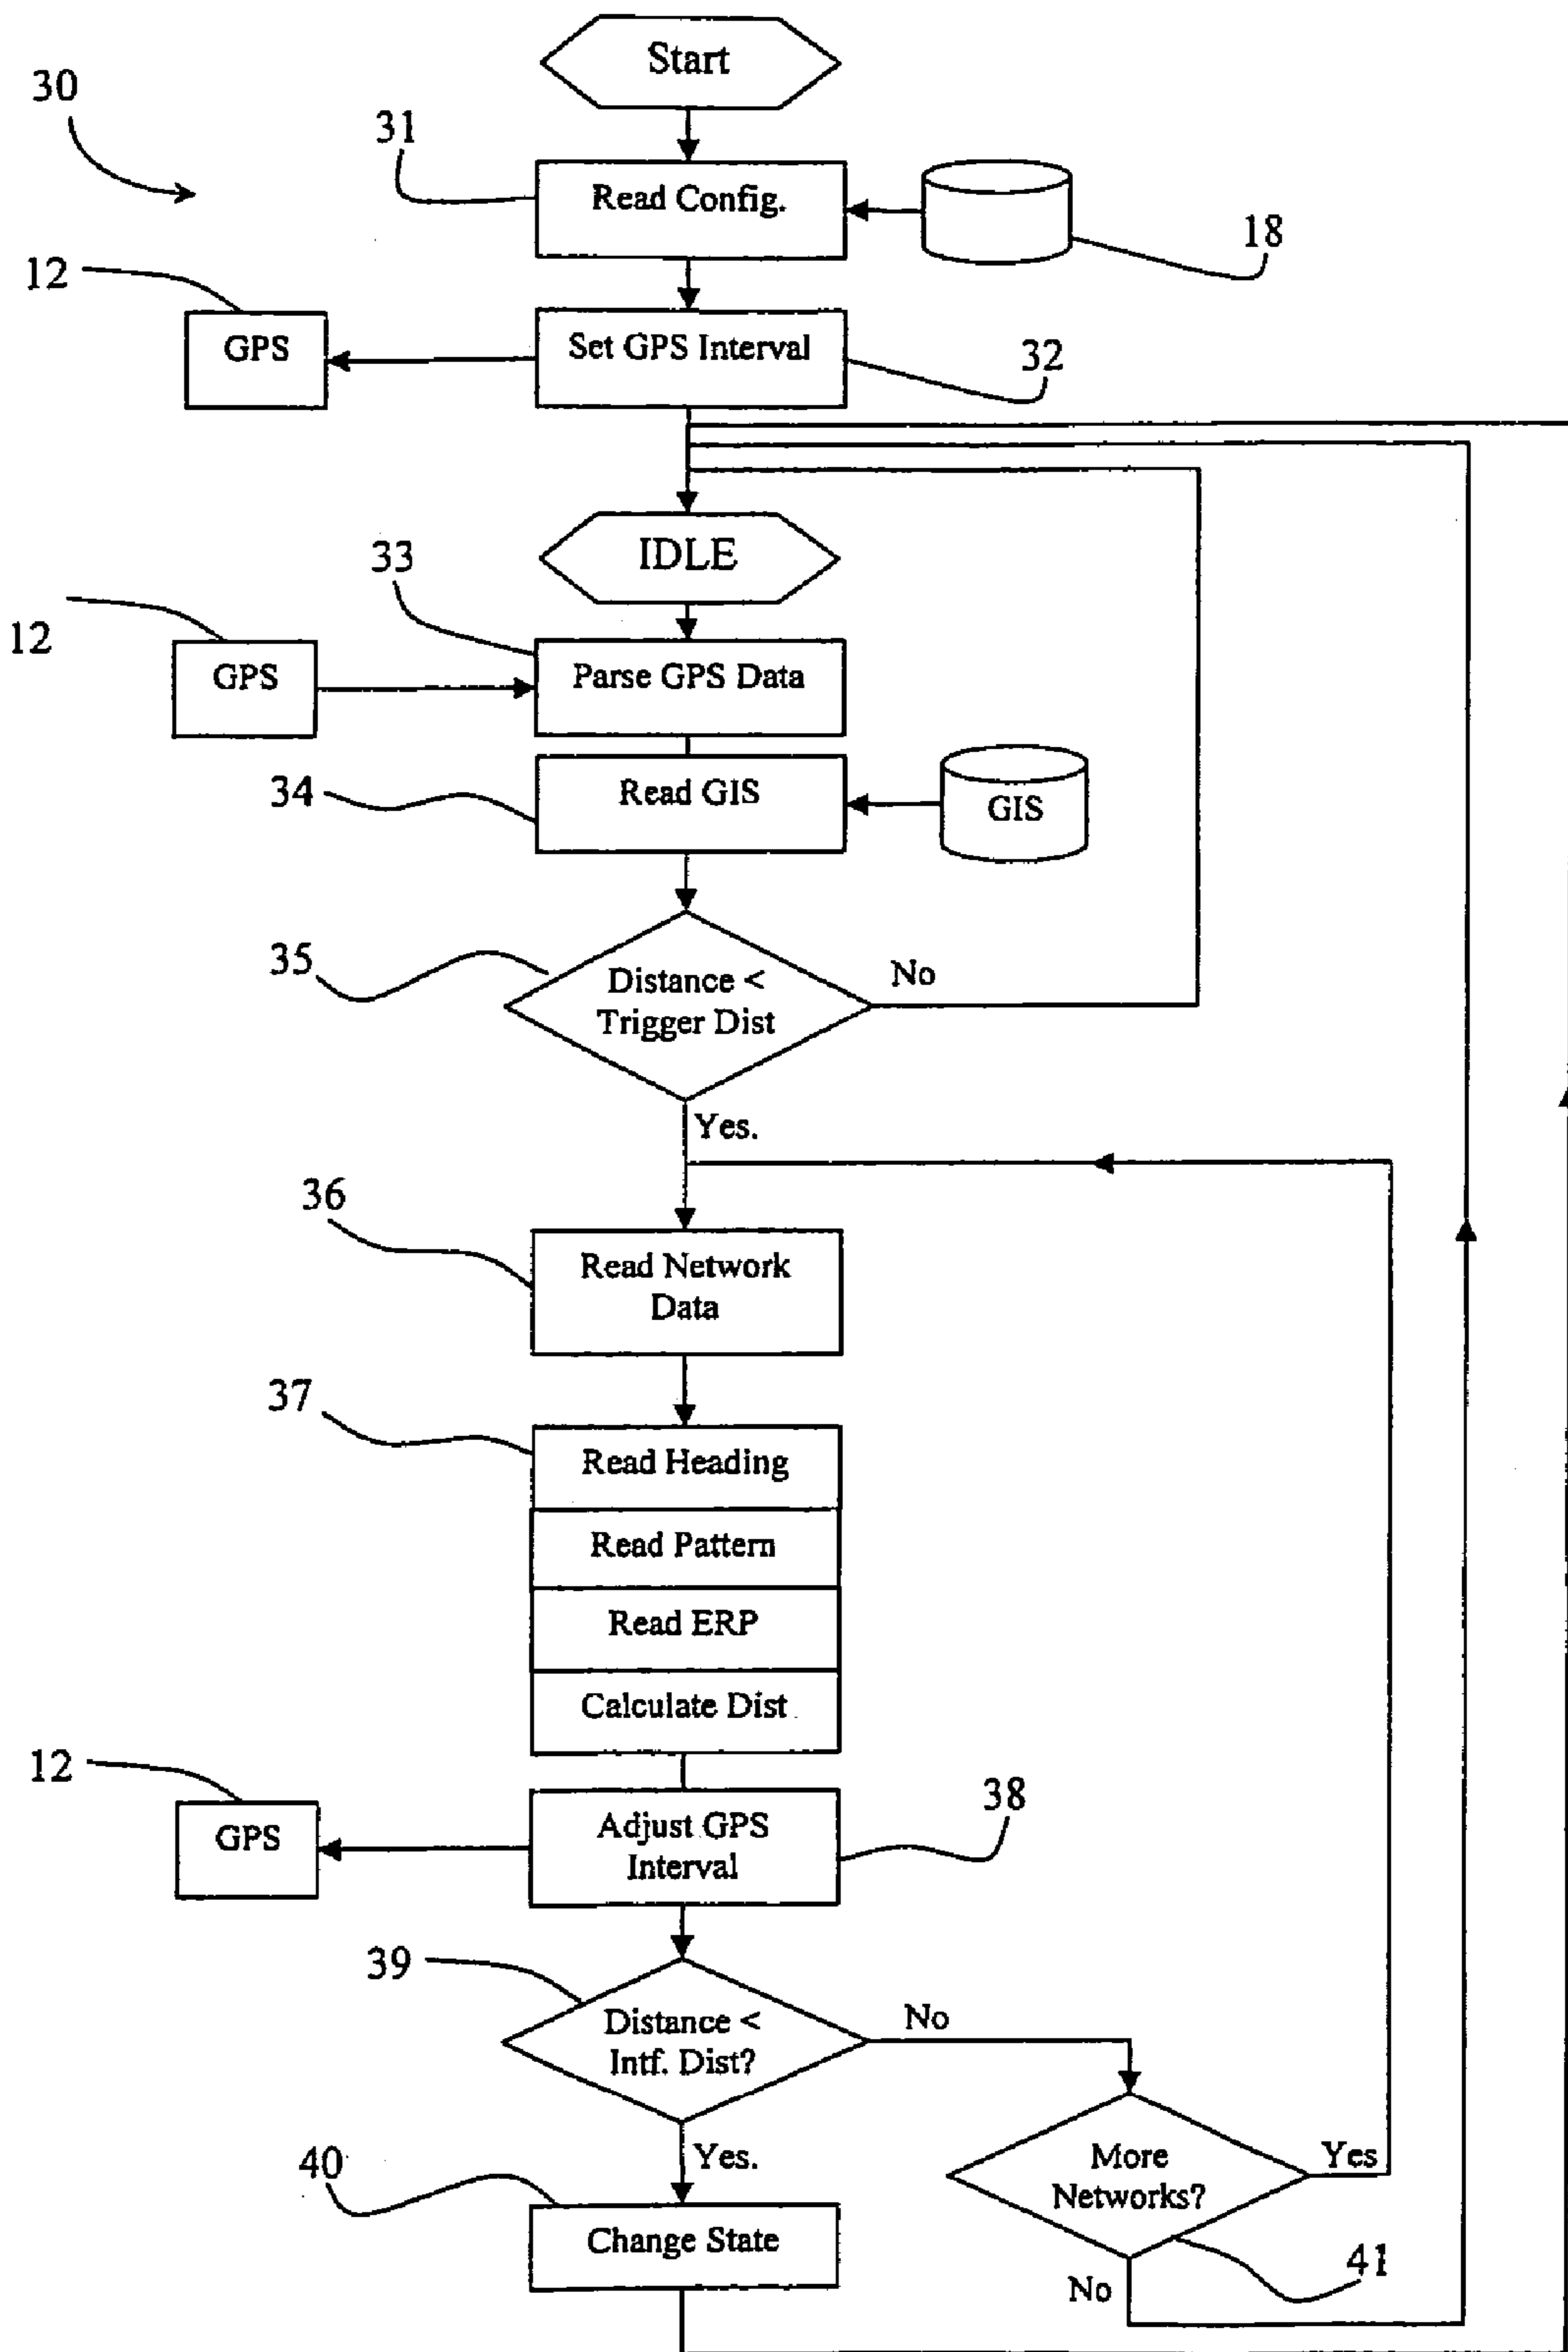 Start
30
31
Read Config.
18
12
GPS
Set GPS Interval
32
IDLE
33
12
GPS
Parse GPS Data
34
Read GIS
GIS
35
Distance <
Trigger Dist
No
Yes.
36
Read Network
Data
37
Read Heading
Read Pattern
Read ERP
Calculate Dist
12
GPS
Adjust GPS
Interval
38
39
Distance <
Intf. Dist?
No
Yes.
More
Networks?
Yes
40
Change State
No
41